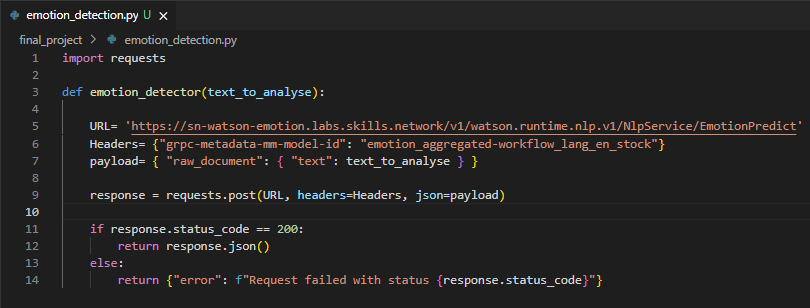 emotion_detection.py U ×
final_project > emotion_detection.py
1 import requests
2
3 def emotion_detector(text_to_analyse):
4
5     URL= 'https://sn-watson-emotion.labs.skills.network/v1/watson.runtime.nlp.v1/NlpService/EmotionPredict'
6     Headers= {"grpc-metadata-mm-model-id": "emotion_aggregated-workflow_lang_en_stock"}
7     payload= { "raw_document": { "text": text_to_analyse } }
8
9     response = requests.post(URL, headers=Headers, json=payload)
10
11     if response.status_code == 200:
12         return response.json()
13     else:
14         return {"error": f"Request failed with status {response.status_code}"}